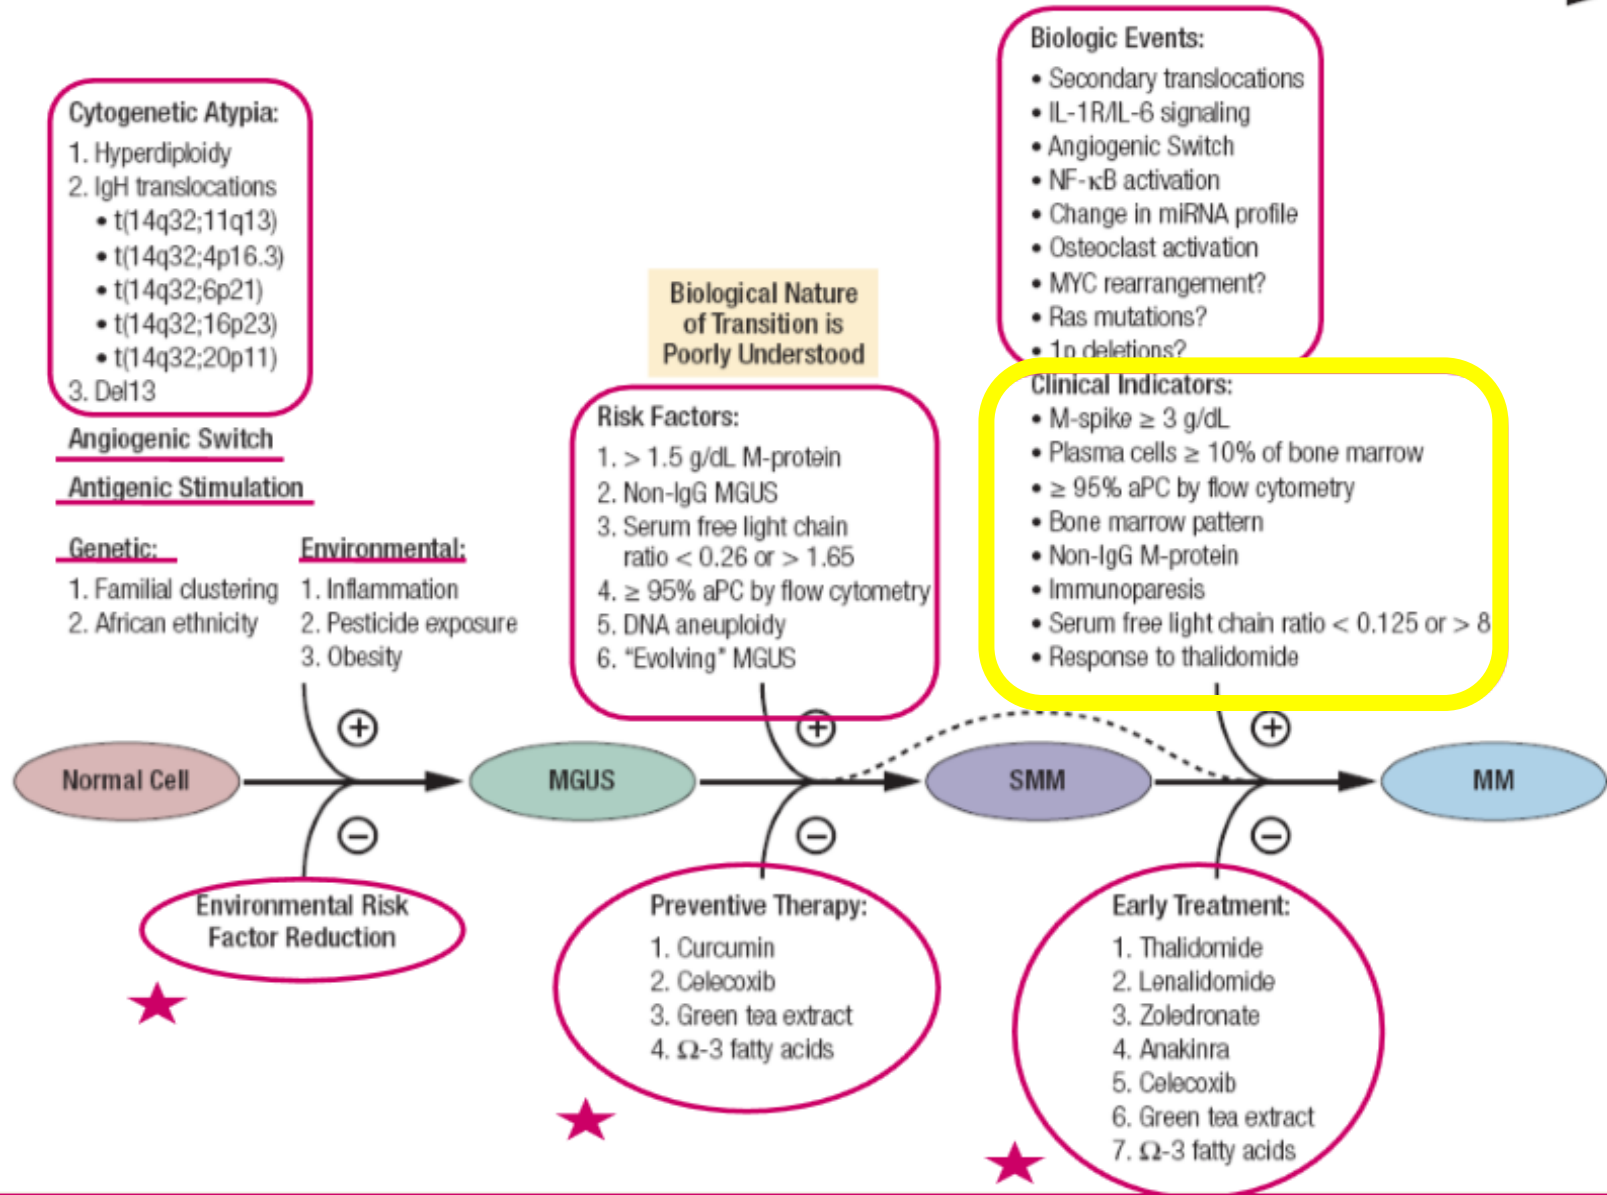 Cytogenetic Atypia:
1. Hyperdiploidy
2. IgH translocations
• t(14q32;11q13)
• t(14q32;4p16.3)
• t(14q32;6p21)
• t(14q32;16p23)
• t(14q32;20p11)
3. Del13
Angiogenic Switch
Antigenic Stimulation
Genetic:
1. Familial clustering
2. African ethnicity
Environmental:
1. Inflammation
2. Pesticide exposure
3. Obesity
Biological Nature
of Transition is
Poorly Understood
Risk Factors:
1. > 1.5 g/dL M-protein
2. Non-IgG MGUS
3. Serum free light chain
ratio < 0.26 or > 1.65
4. ≥ 95% aPC by flow cytometry
5. DNA aneuploidy
6. “Evolving” MGUS
Biologic Events:
• Secondary translocations
• IL-1R/IL-6 signaling
• Angiogenic Switch
• NF-κB activation
• Change in miRNA profile
• Osteoclast activation
• MYC rearrangement?
• Ras mutations?
• 1p deletions?
Clinical Indicators:
• M-spike ≥ 3 g/dL
• Plasma cells ≥ 10% of bone marrow
• ≥ 95% aPC by flow cytometry
• Bone marrow pattern
• Non-IgG M-protein
• Immunoparesis
• Serum free light chain ratio < 0.125 or > 8
• Response to thalidomide
+
+
+
Normal Cell
MGUS
SMM
MM
−
−
−
Environmental Risk
Factor Reduction
Preventive Therapy:
1. Curcumin
2. Celecoxib
3. Green tea extract
4. Ω-3 fatty acids
Early Treatment:
1. Thalidomide
2. Lenalidomide
3. Zoledronate
4. Anakinra
5. Celecoxib
6. Green tea extract
7. Ω-3 fatty acids